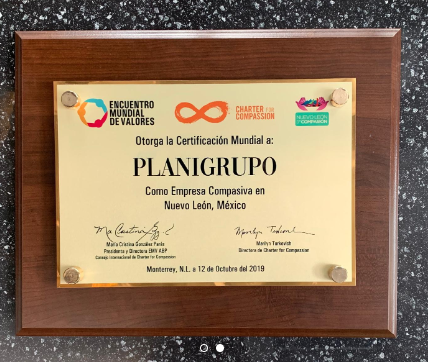 ENCUENTRO
MUNDIAL
DE VALORES
CHARTER FOR
COMPASSION
NUEVO LEÓN
Otorga la Certificación Mundial a:
PLANIGRUPO
Como Empresa Compasiva en
Nuevo León, México
María Cristina González Parás
Presidenta y Directora EMV ABP
Consejo Internacional de Charter for Compassion
Marilyn Turkovich
Directora de Charter for Compassion
Monterrey, N.L. a 12 de Octubre del 2019